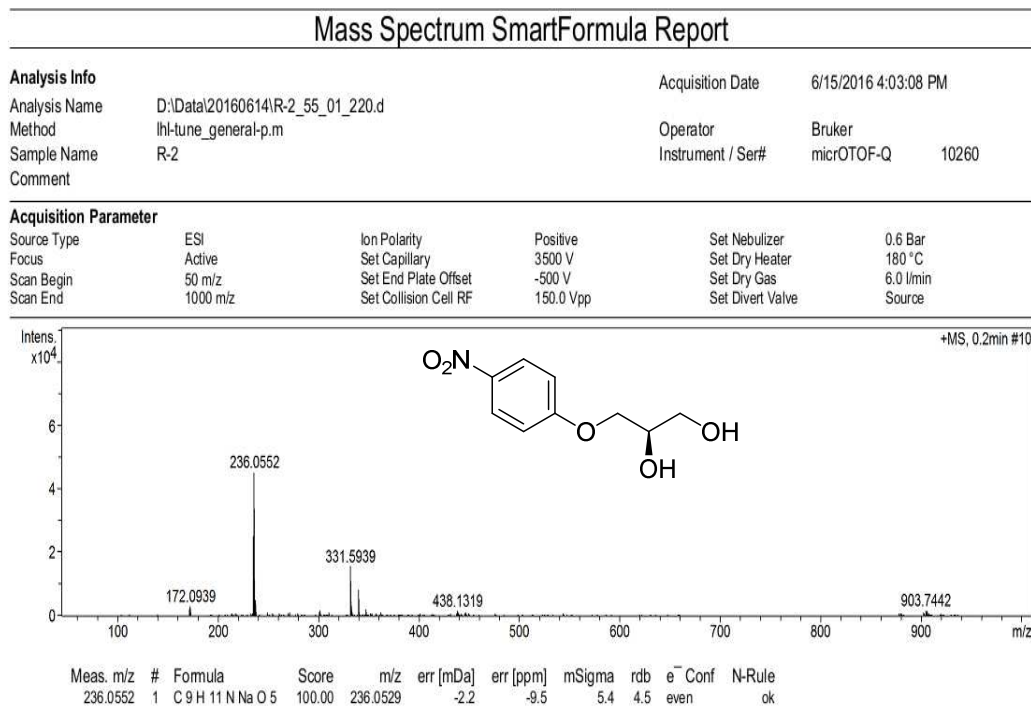 Mass Spectrum SmartFormula Report
Analysis Info
Acquisition Date 6/15/2016 4:03:08 PM
Analysis Name D:\Data\20160614\R-2_55_01_220.d
Method lhl-tune_general-p.m Operator Bruker
Sample Name R-2 Instrument / Ser# micrOTOF-Q 10260
Comment
Acquisition Parameter
Source Type ESI Ion Polarity Positive Set Nebulizer 0.6 Bar
Focus Active Set Capillary 3500 V Set Dry Heater 180 °C
Scan Begin 50 m/z Set End Plate Offset -500 V Set Dry Gas 6.0 l/min
Scan End 1000 m/z Set Collision Cell RF 150.0 Vpp Set Divert Valve Source
Intens. +MS, 0.2min #10
x10⁴
O₂N
O OH
OH
6
236.0552
4
2
331.5939
172.0939 438.1319 903.7442
0
100 200 300 400 500 600 700 800 900 m/z
Meas. m/z # Formula Score m/z err [mDa] err [ppm] mSigma rdb e⁻ Conf N-Rule
236.0552 1 C 9 H 11 N Na O 5 100.00 236.0529 -2.2 -9.5 5.4 4.5 even ok